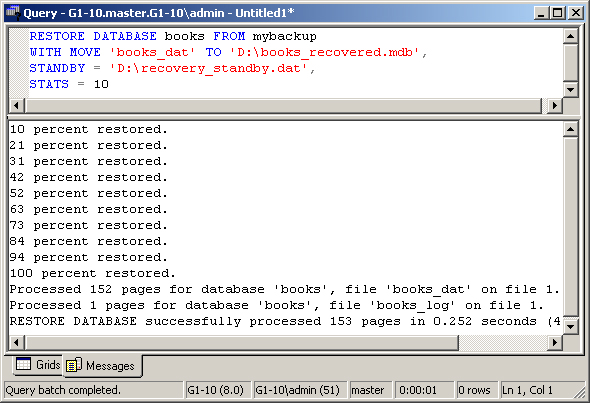 Query - G1-10.master.G1-10\admin - Untitled1*
RESTORE DATABASE books FROM mybackup
WITH MOVE 'books_dat' TO 'D:\books_recovered.mdb',
STANDBY = 'D:\recovery_standby.dat',
STATS = 10
10 percent restored.
21 percent restored.
31 percent restored.
42 percent restored.
52 percent restored.
63 percent restored.
73 percent restored.
84 percent restored.
94 percent restored.
100 percent restored.
Processed 152 pages for database 'books', file 'books_dat' on file 1.
Processed 1 pages for database 'books', file 'books_log' on file 1.
RESTORE DATABASE successfully processed 153 pages in 0.252 seconds (4
Grids Messages
Query batch completed. G1-10 (8.0) G1-10\admin (51) master 0:00:01 0 rows Ln 1, Col 1